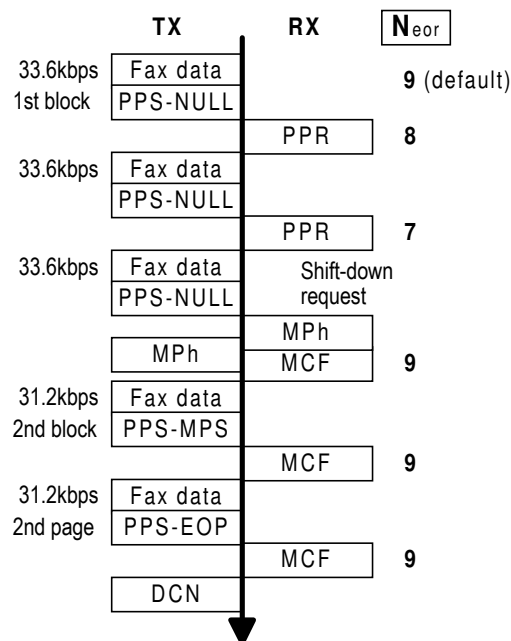 TX RX Neor
33.6kbps Fax data 9 (default)
1st block PPS-NULL
PPR 8
33.6kbps Fax data
PPS-NULL
PPR 7
33.6kbps Fax data Shift-down
PPS-NULL request
MPh
MPh
MCF 9
31.2kbps Fax data
2nd block PPS-MPS
MCF 9
31.2kbps Fax data
2nd page PPS-EOP
MCF 9
DCN